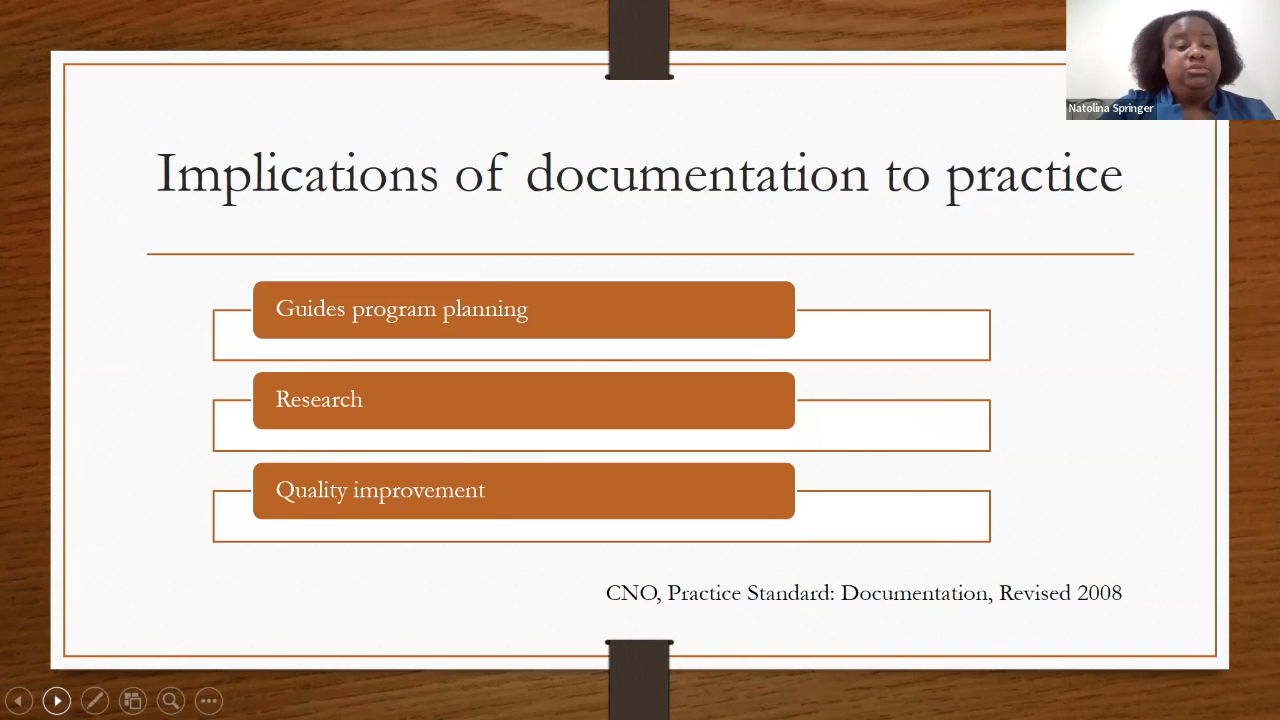 Natolina Springer
Implications of documentation to practice
Guides program planning
Research
Quality improvement
CNO, Practice Standard: Documentation, Revised 2008